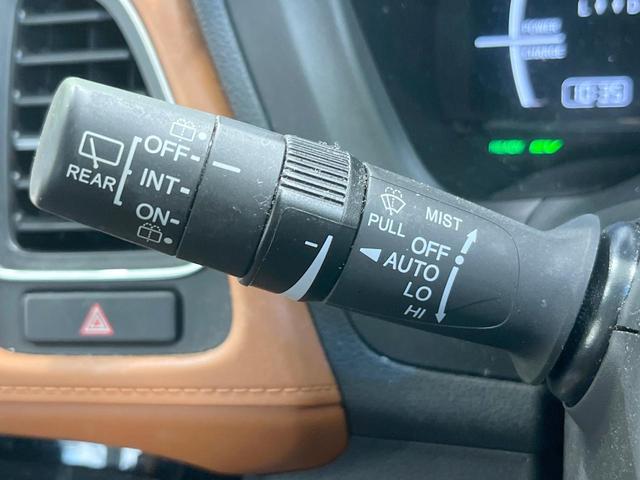 OFF
INT
ON
REAR
MIST
PULL
OFF
AUTO
LO
HI
POWER
CHARGE